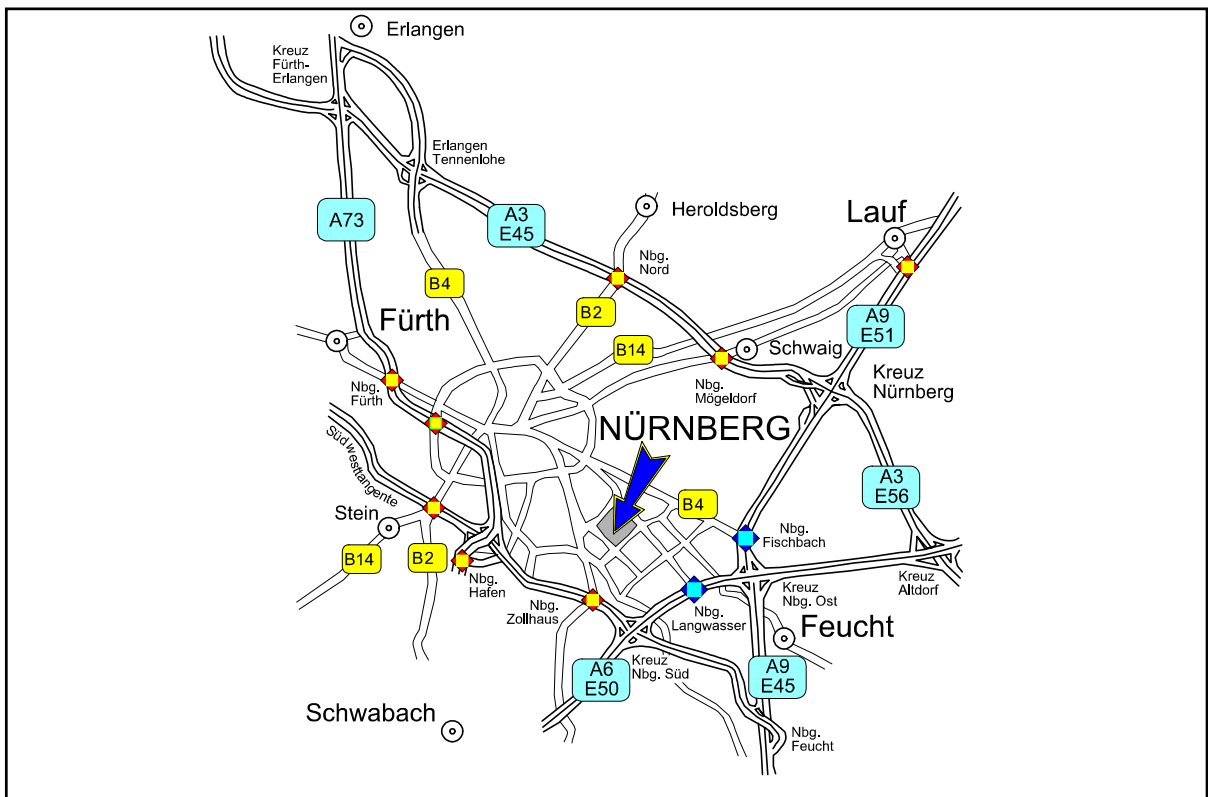 Erlangen
Kreuz
Fürth-
Erlangen
Erlangen
Tennenlohe
A73
A3
E45
Heroldsberg
Lauf
Nbg.
Nord
B4
B2
Fürth
B14
Schwaig
A9
E51
Nbg.
Fürth
Nbg.
Mögeldorf
Kreuz
Nürnberg
NÜRNBERG
Südwesttangente
A3
E56
Stein
B4
Nbg.
Fischbach
B14
B2
Nbg.
Hafen
Nbg.
Zollhaus
Nbg.
Langwasser
Kreuz
Nbg. Ost
Kreuz
Altdorf
Feucht
A6
E50
Kreuz
Nbg. Süd
A9
E45
Schwabach
Nbg.
Feucht